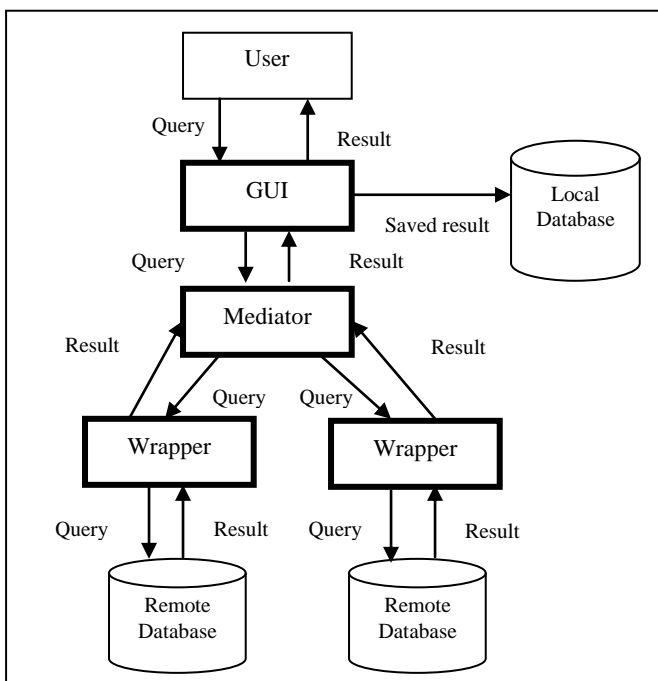 User
Query
Result
GUI
Local
Database
Saved result
Query
Result
Mediator
Result
Result
Query
Query
Wrapper
Wrapper
Query
Result
Query
Result
Remote
Database
Remote
Database